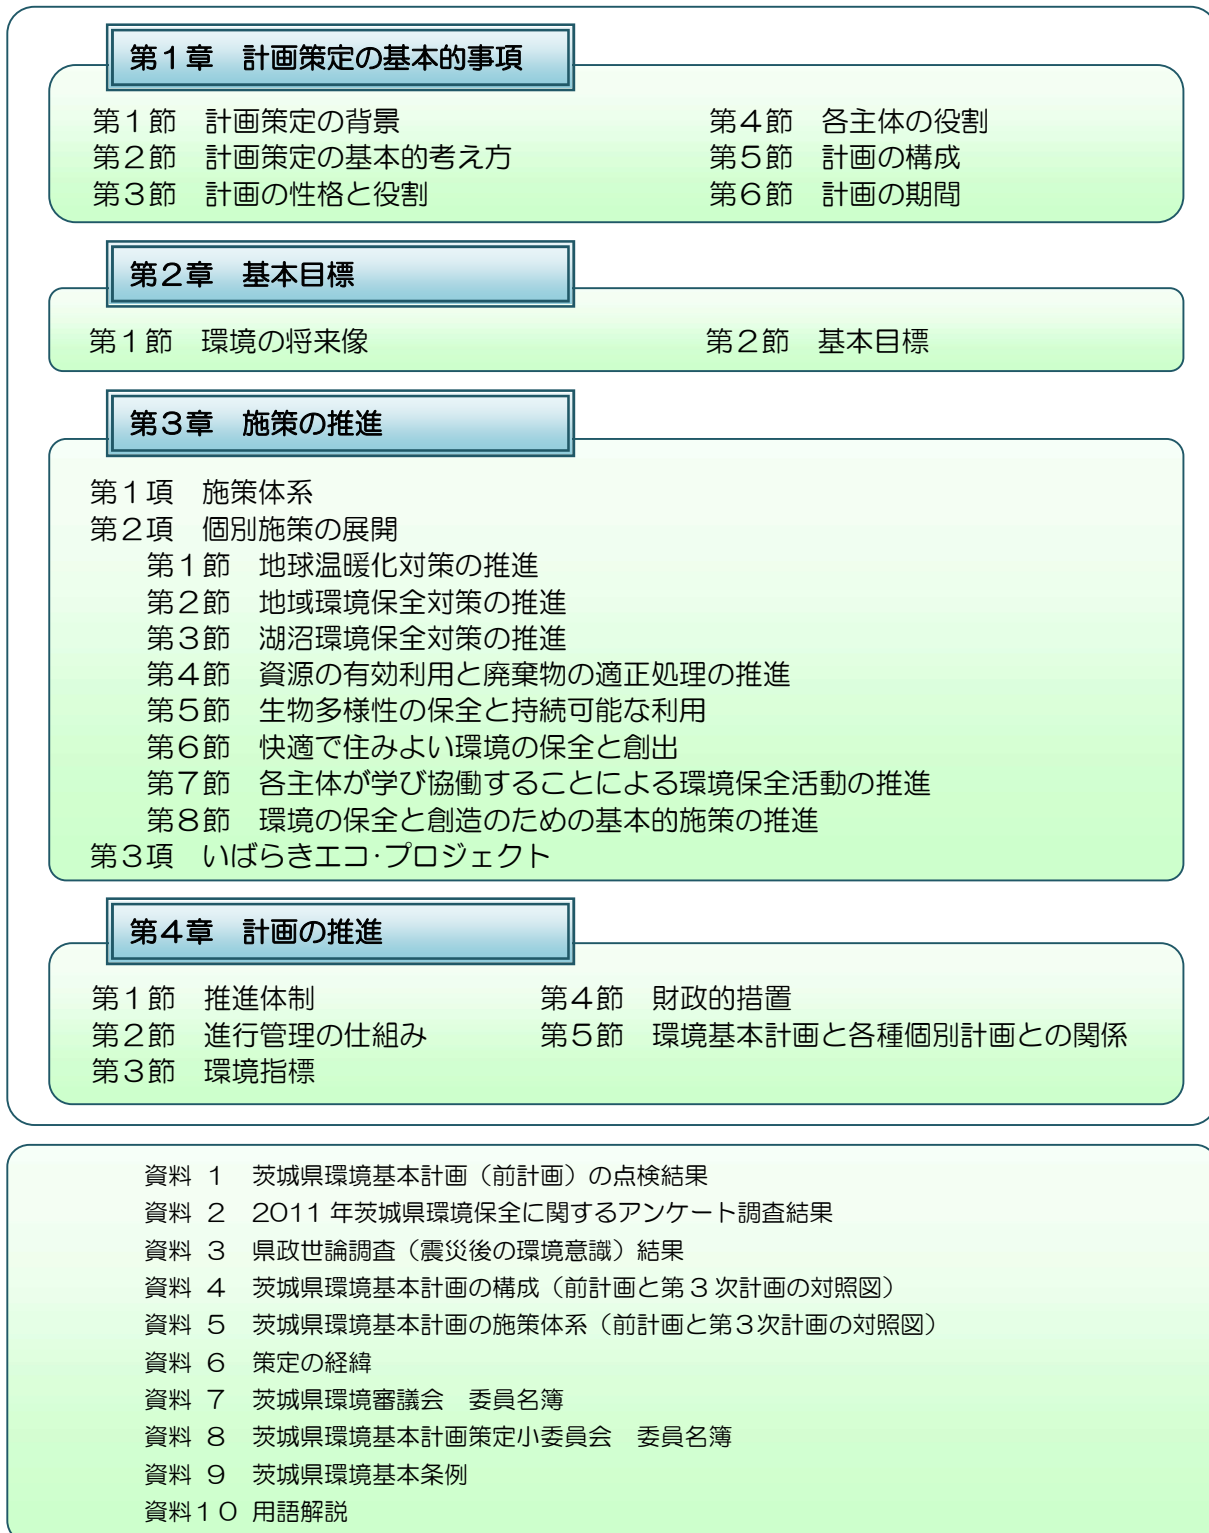 第１章　計画策定の基本的事項
第１節　計画策定の背景
第２節　計画策定の基本的考え方
第３節　計画の性格と役割
第４節　各主体の役割
第５節　計画の構成
第６節　計画の期間
第２章　基本目標
第１節　環境の将来像
第２節　基本目標
第３章　施策の推進
第１項　施策体系
第２項　個別施策の展開
第１節　地球温暖化対策の推進
第２節　地域環境保全対策の推進
第３節　湖沼環境保全対策の推進
第４節　資源の有効利用と廃棄物の適正処理の推進
第５節　生物多様性の保全と持続可能な利用
第６節　快適で住みよい環境の保全と創出
第７節　各主体が学び協働することによる環境保全活動の推進
第８節　環境の保全と創造のための基本的施策の推進
第３項　いばらきエコ・プロジェクト
第４章　計画の推進
第１節　推進体制
第２節　進行管理の仕組み
第３節　環境指標
第４節　財政的措置
第５節　環境基本計画と各種個別計画との関係
資料 １　茨城県環境基本計画（前計画）の点検結果
資料 ２　2011 年茨城県環境保全に関するアンケート調査結果
資料 ３　県政世論調査（震災後の環境意識）結果
資料 ４　茨城県環境基本計画の構成（前計画と第 3 次計画の対照図）
資料 ５　茨城県環境基本計画の施策体系（前計画と第３次計画の対照図）
資料 ６　策定の経緯
資料 ７　茨城県環境審議会　委員名簿
資料 ８　茨城県環境基本計画策定小委員会　委員名簿
資料 ９　茨城県環境基本条例
資料１０ 用語解説